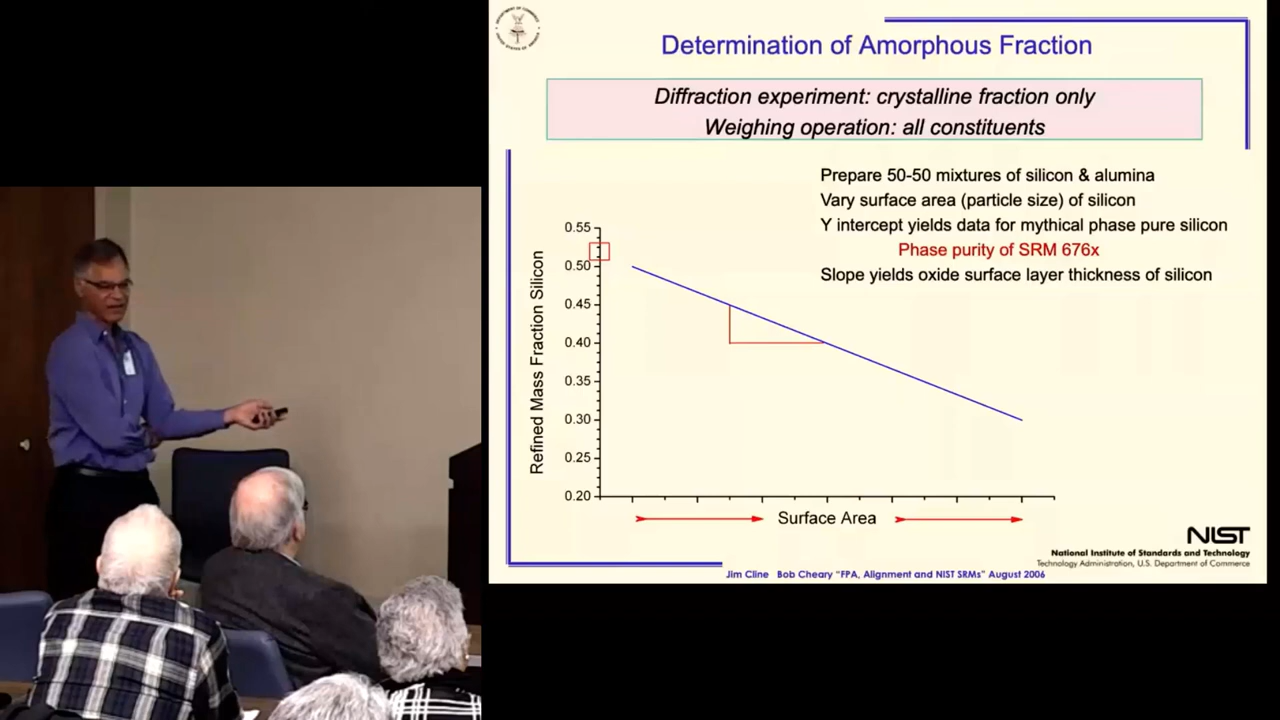 Determination of Amorphous Fraction
Diffraction experiment: crystalline fraction only
Weighing operation: all constituents
Prepare 50-50 mixtures of silicon & alumina
Vary surface area (particle size) of silicon
Y intercept yields data for mythical phase pure silicon
Phase purity of SRM 676x
Slope yields oxide surface layer thickness of silicon
Refined Mass Fraction Silicon
0.55
0.50
0.45
0.40
0.35
0.30
0.25
0.20
Surface Area
NIST
National Institute of Standards and Technology
Technology Administration, U.S. Department of Commerce
Jim Cline Bob Cheary "FPA, Alignment and NIST SRMs" August 2006